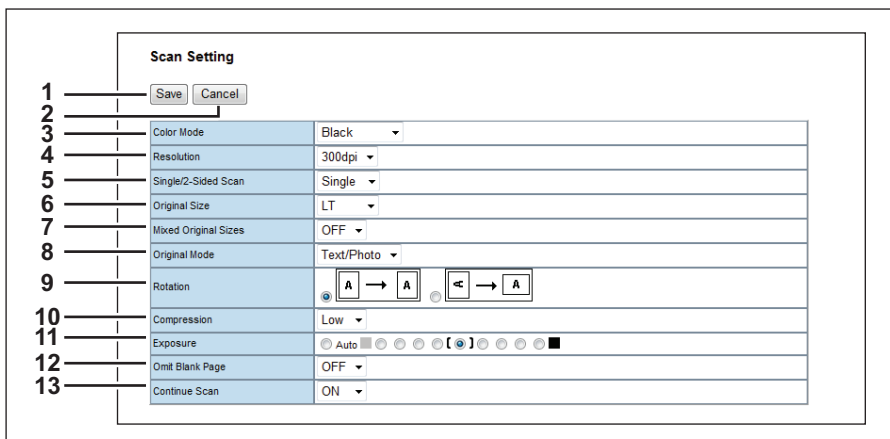 Scan Setting
1 Save Cancel
2
3 Color Mode Black
4 Resolution 300dpi
5 Single/2-Sided Scan Single
6 Original Size LT
7 Mixed Original Sizes OFF
8 Original Mode Text/Photo
9 Rotation A → A A → A
10 Compression Low
11 Exposure Auto [ ]
12 Omit Blank Page OFF
13 Continue Scan ON